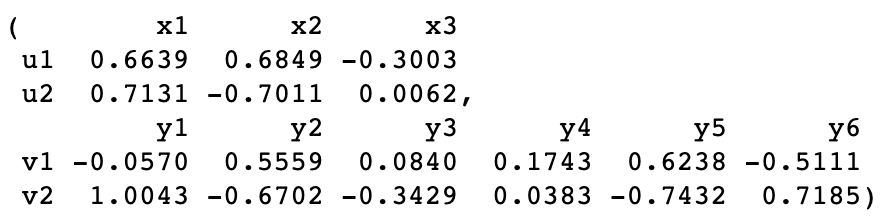 (       x1      x2      x3
 u1  0.6639  0.6849 -0.3003
 u2  0.7131 -0.7011  0.0062,
        y1      y2      y3      y4      y5      y6
 v1 -0.0570  0.5559  0.0840  0.1743  0.6238 -0.5111
 v2  1.0043 -0.6702 -0.3429  0.0383 -0.7432  0.7185)